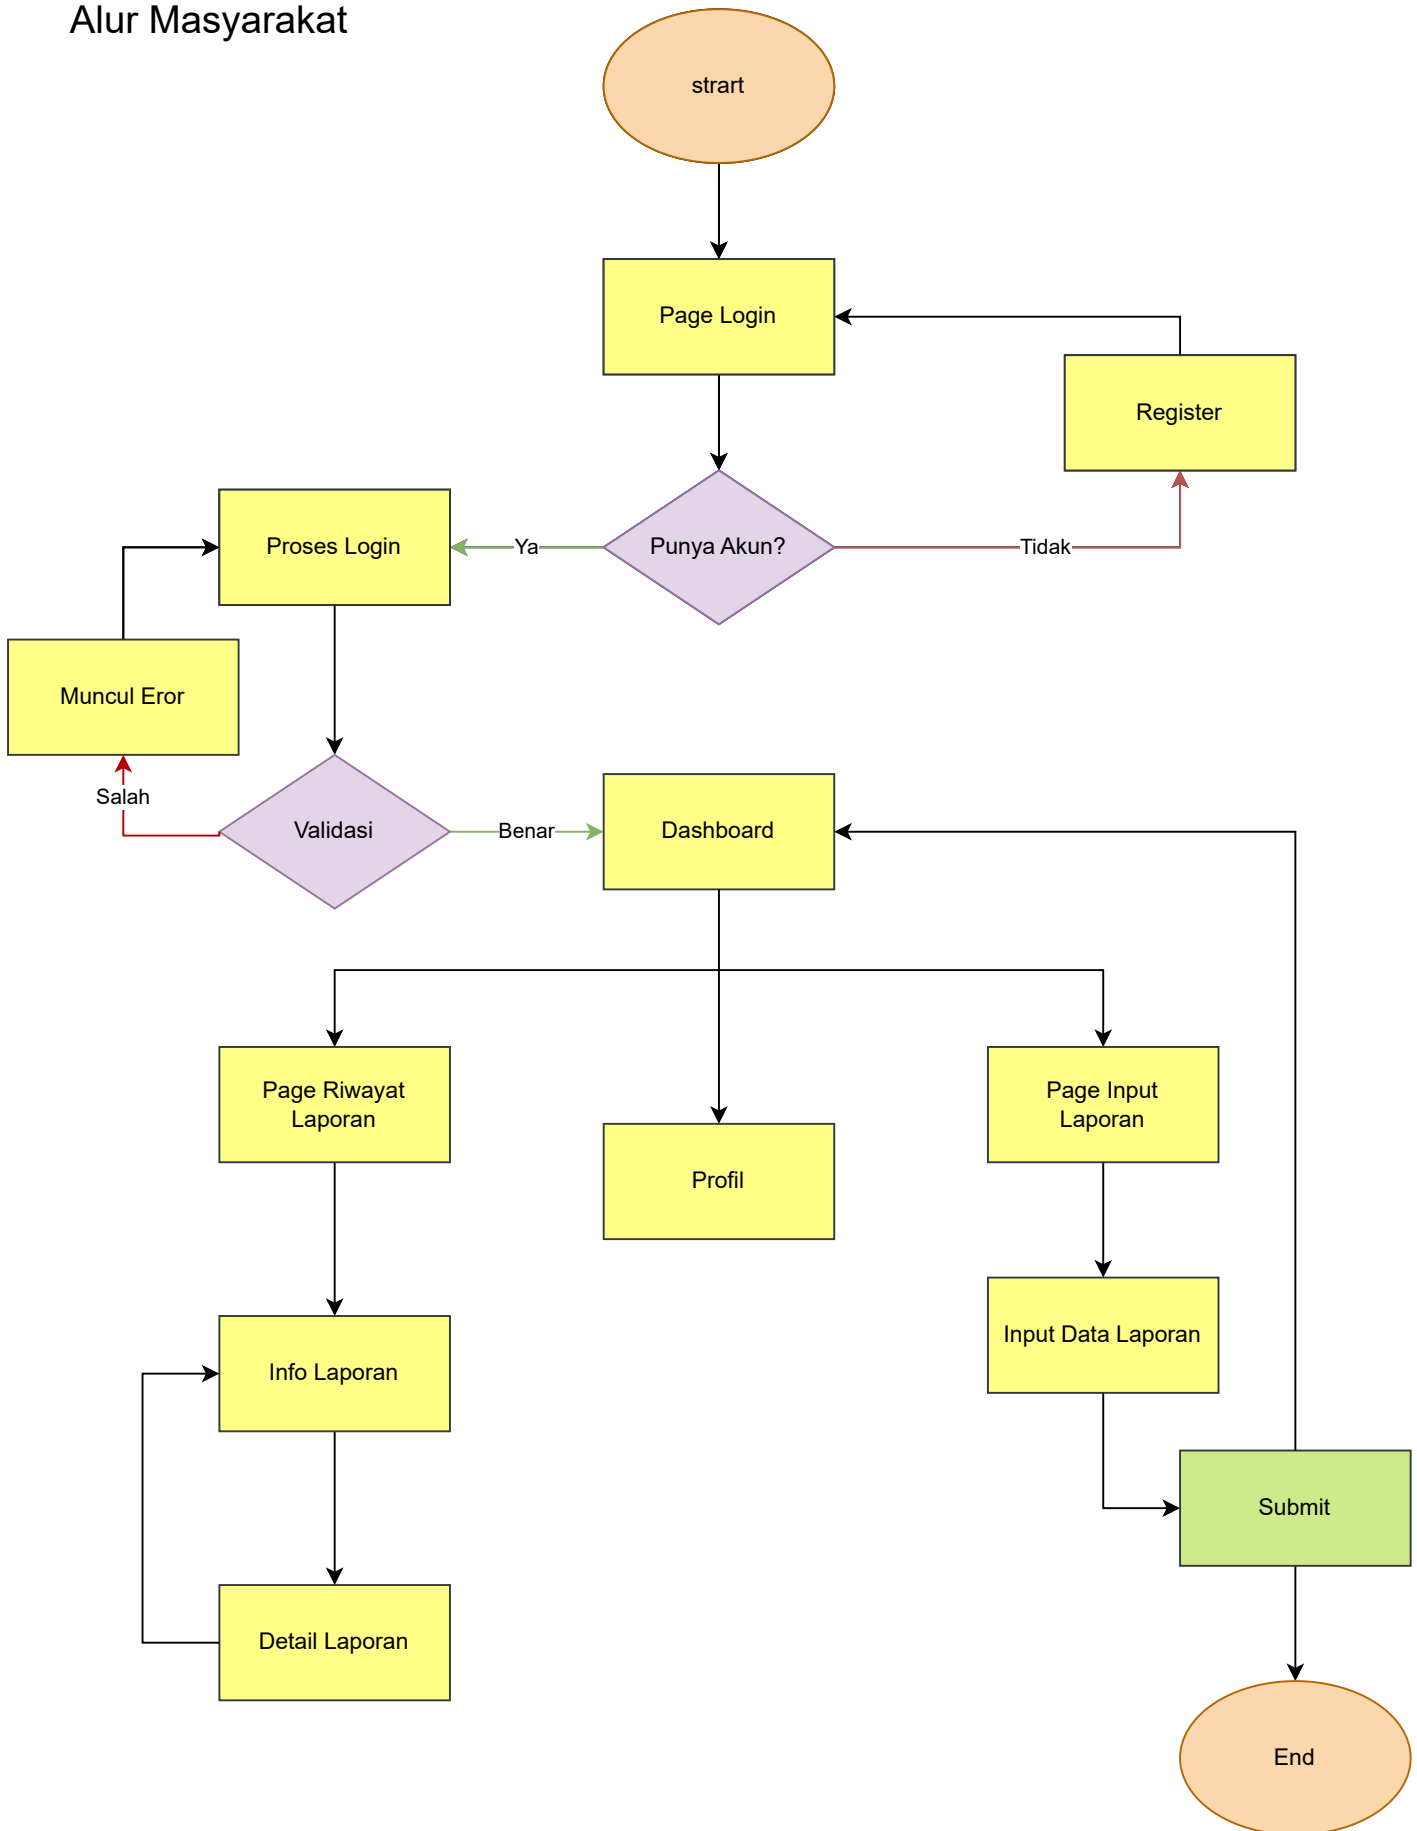 Alur Masyarakat
strart
Page Login
Register
Proses Login
Ya
Punya Akun?
Tidak
Muncul Eror
Salah
Validasi
Benar
Dashboard
Page Riwayat
Laporan
Profil
Page Input
Laporan
Info Laporan
Input Data Laporan
Submit
Detail Laporan
End